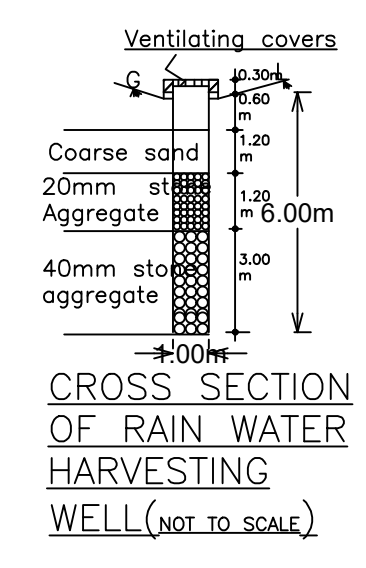 Ventilating covers
G L
0.30m
0.60
m
1.20
m
Coarse sand
20mm stone
Aggregate
1.20
m
6.00m
3.00
m
40mm stone
aggregate
1.00m
CROSS SECTION
OF RAIN WATER
HARVESTING
WELL(NOT TO SCALE)